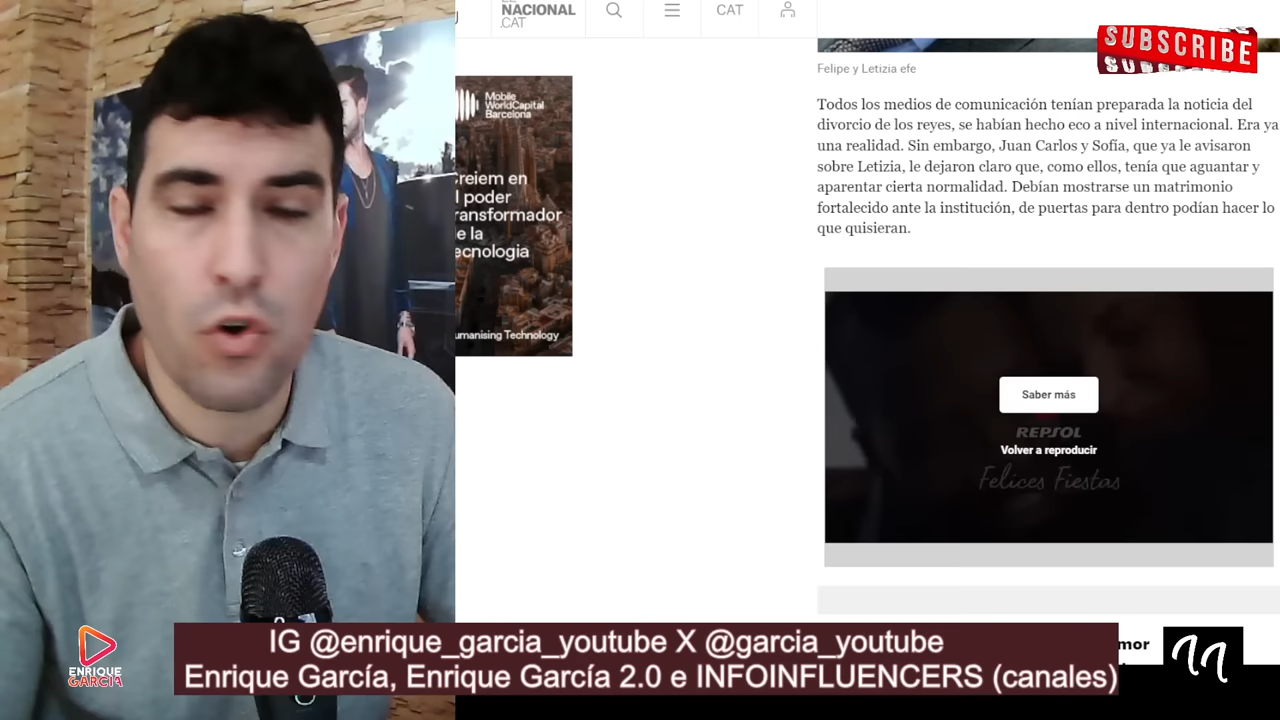 NACIONAL
.CAT
CAT
SUBSCRIBE
Felipe y Letizia efe
Todos los medios de comunicación tenían preparada la noticia del
divorcio de los reyes, se habían hecho eco a nivel internacional. Era ya
una realidad. Sin embargo, Juan Carlos y Sofía, que ya le avisaron
sobre Letizia, le dejaron claro que, como ellos, tenía que aguantar y
aparentar cierta normalidad. Debían mostrarse un matrimonio
fortalecido ante la institución, de puertas para dentro podían hacer lo
que quisieran.
Mobile
WorldCapital
Barcelona
Creiem en
l poder
ransformador
e la
ecnologia
umanising Technology
Saber más
REPSOL
Volver a reproducir
Felices Fiestas
mor
IG @enrique_garcia_youtube X @garcia_youtube
Enrique García, Enrique García 2.0 e INFOINFLUENCERS (canales)
ENRIQUE
GARCÍA